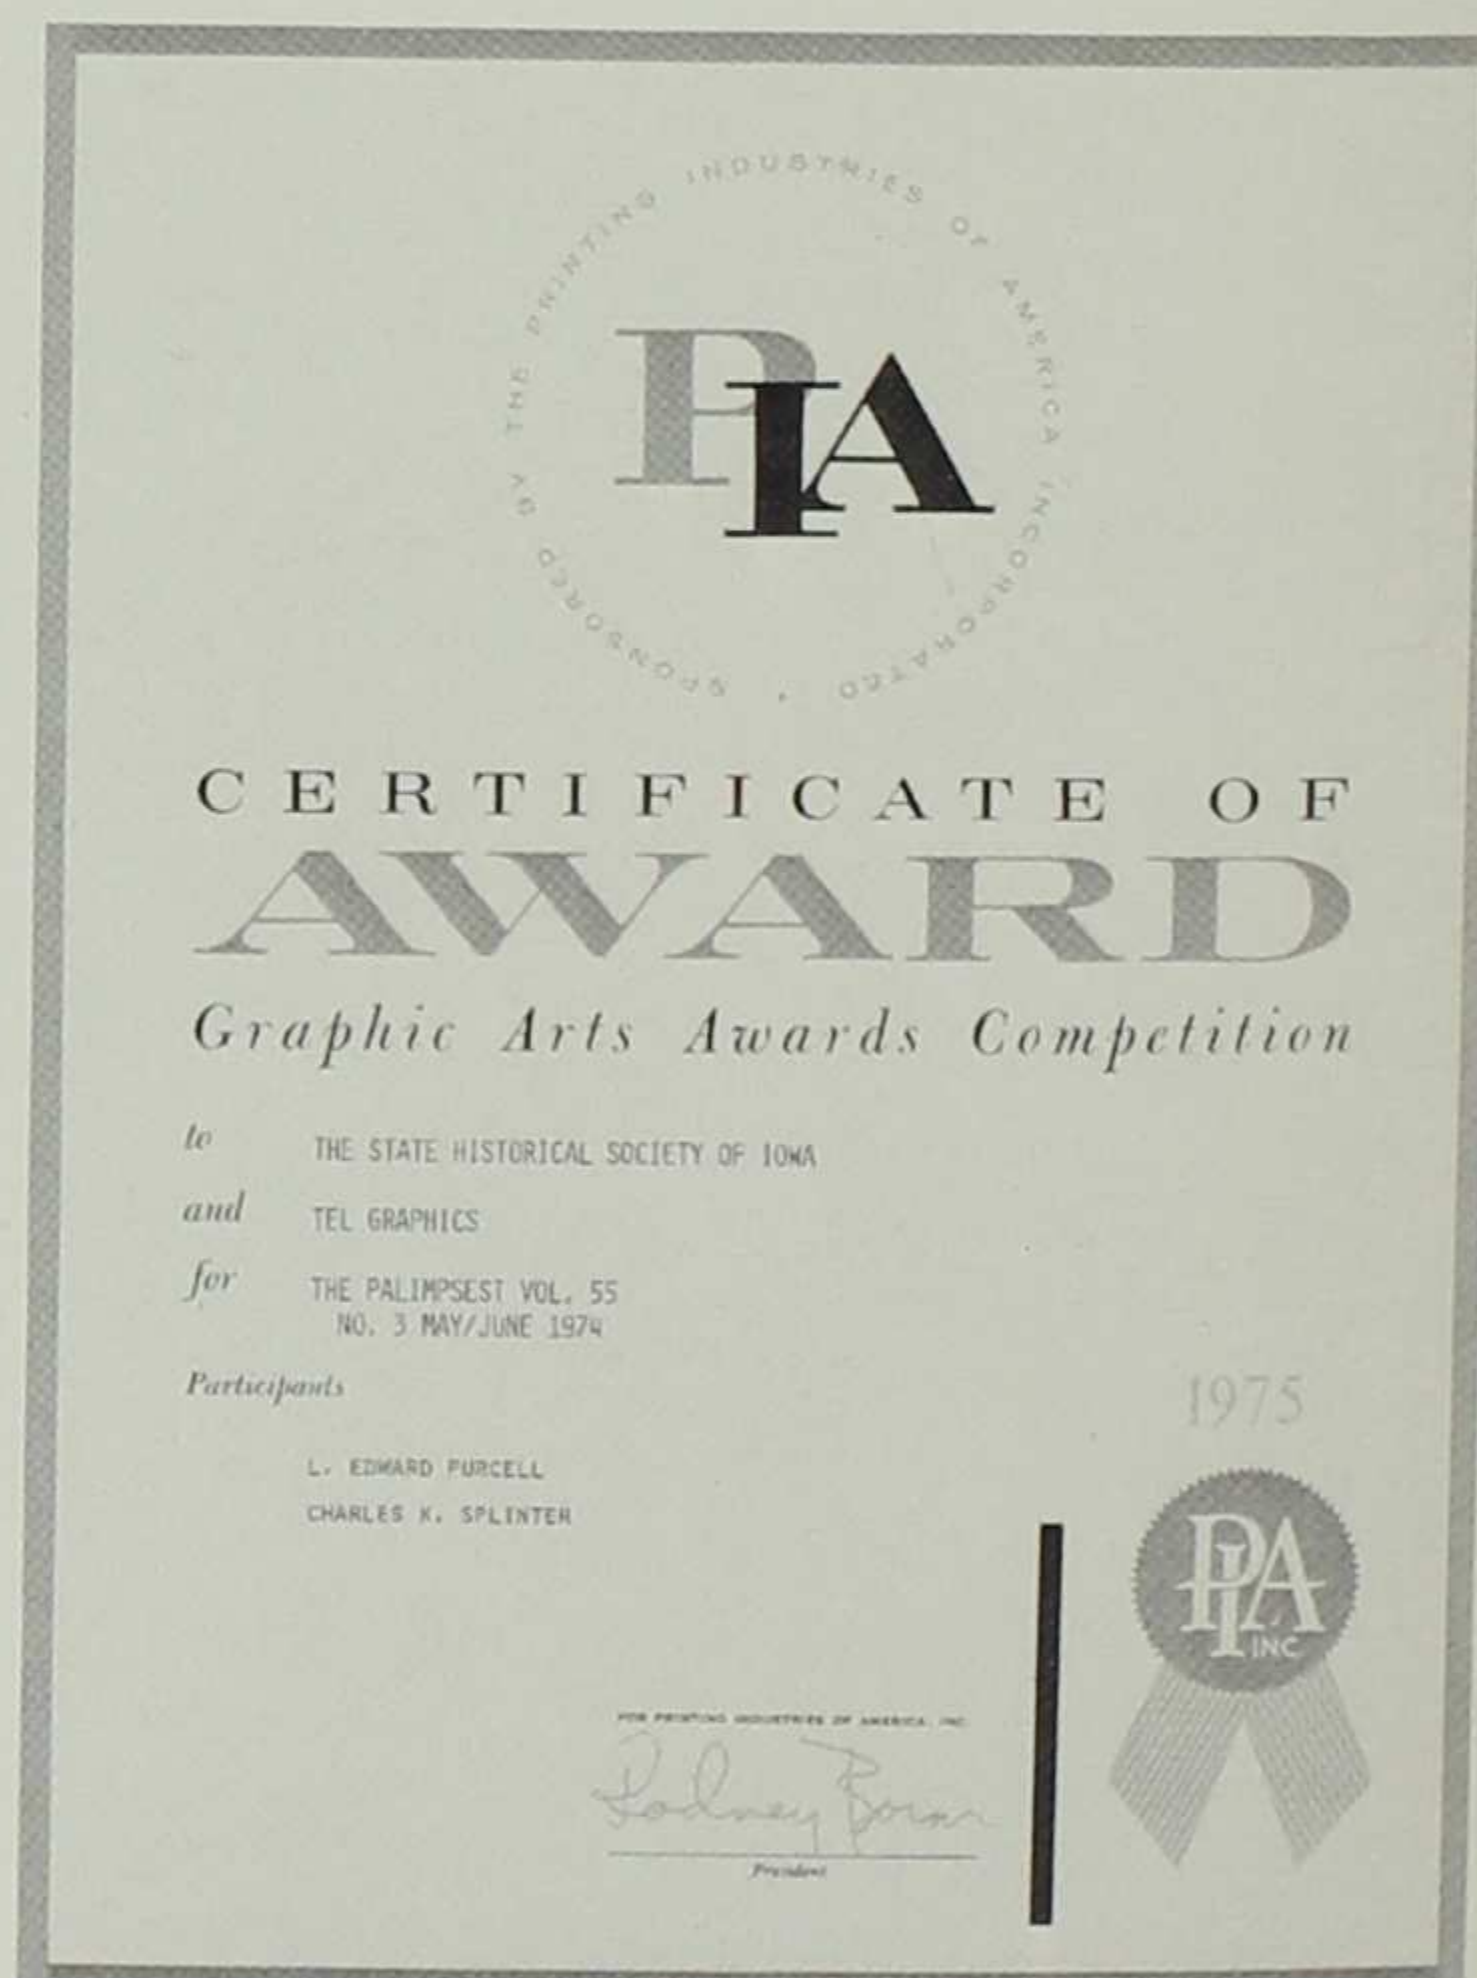 SPONSORED BY THE PRINTING INDUSTRIES OF AMERICA INCORPORATED •
PIA
CERTIFICATE OF
AWARD
Graphic Arts Awards Competition
to THE STATE HISTORICAL SOCIETY OF IOWA
and TEL GRAPHICS
for THE PALIMPSEST VOL. 55
NO. 3 MAY/JUNE 1974
Participants
L. EDWARD PURCELL
CHARLES K. SPLINTER
1975
PIA
INC
FOR PRINTING INDUSTRIES OF AMERICA, INC.
Rodney
President